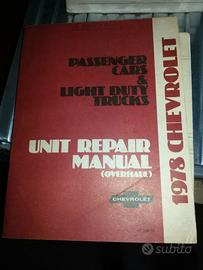 PASSENGER
CARS
&
LIGHT DUTY
TRUCKS
UNIT REPAIR
MANUAL
(OVERHAUL)
CHEVROLET
1978 CHEVROLET
subito